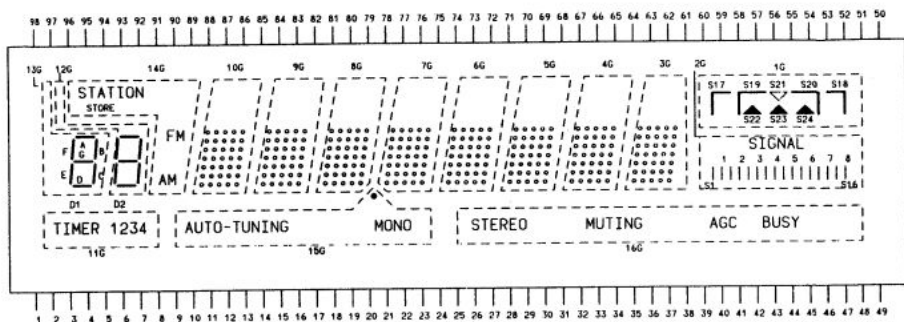 98 97 96 95 94 93 92 91 90 89 88 87 86 85 84 83 82 81 80 79 78 77 76 75 74 73 72 71 70 69 68 67 66 65 64 63 62 61 60 59 58 57 56 55 54 53 52 51 50
13G 12G 14G 10G 9G 8G 7G 6G 5G 4G 3G 2G 1G
STATION
STORE
S17 S19 S21 S20 S18
S22 S23 S24
FM
AM
F A B
G
E D C
D1 D2
SIGNAL
1 2 3 4 5 6 7 8
S1 S16
TIMER 1234 AUTO-TUNING MONO STEREO MUTING AGC BUSY
11G 15G 16G
1 2 3 4 5 6 7 8 9 10 11 12 13 14 15 16 17 18 19 20 21 22 23 24 25 26 27 28 29 30 31 32 33 34 35 36 37 38 39 40 41 42 43 44 45 46 47 48 49